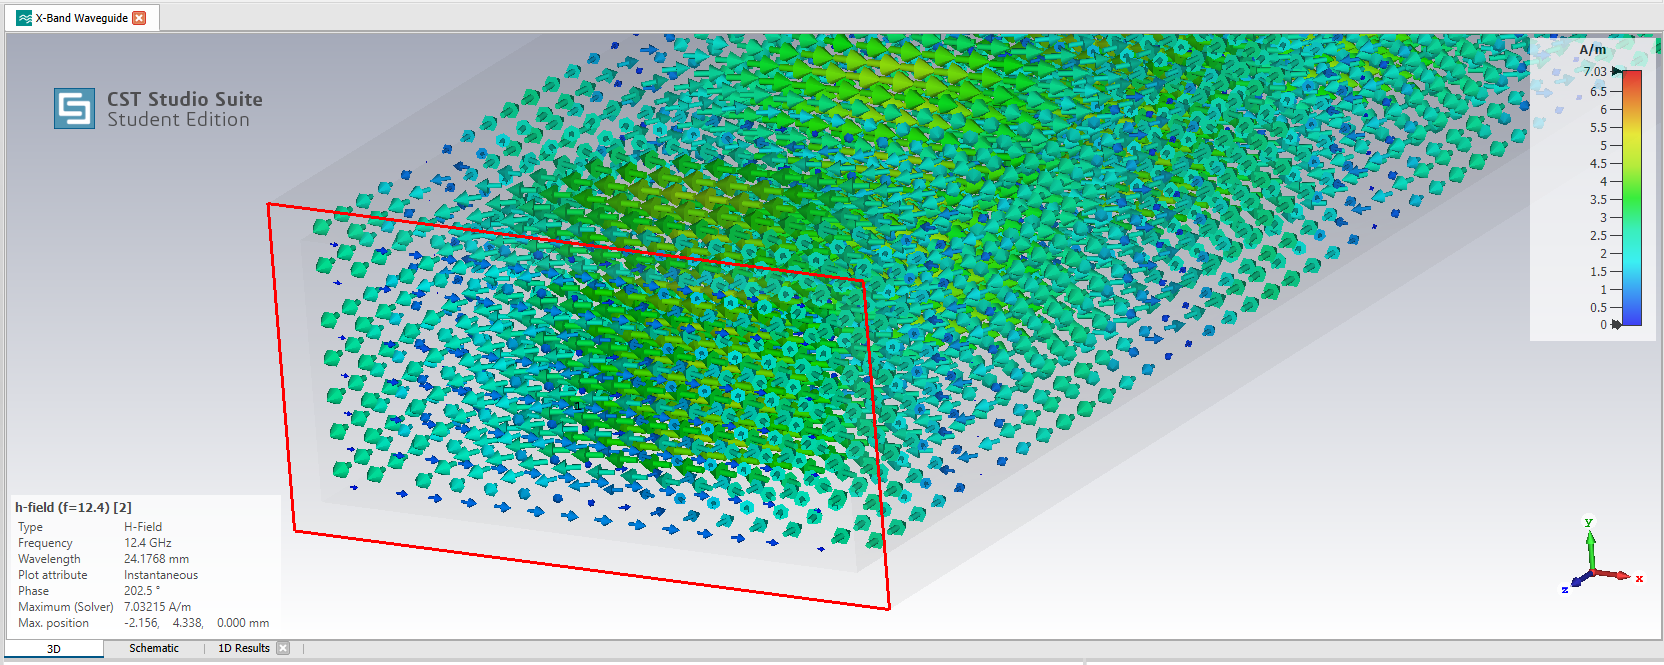 X-Band Waveguide
CST Studio Suite
Student Edition
A/m
7.03
6.5
6
5.5
5
4.5
4
3.5
3
2.5
2
1.5
1
0.5
0
1
h-field (f=12.4) [2]
Type H-Field
Frequency 12.4 GHz
Wavelength 24.1768 mm
Plot attribute Instantaneous
Phase 202.5 °
Maximum (Solver) 7.03215 A/m
Max. position -2.156, 4.338, 0.000 mm
y
x
z
3D Schematic 1D Results